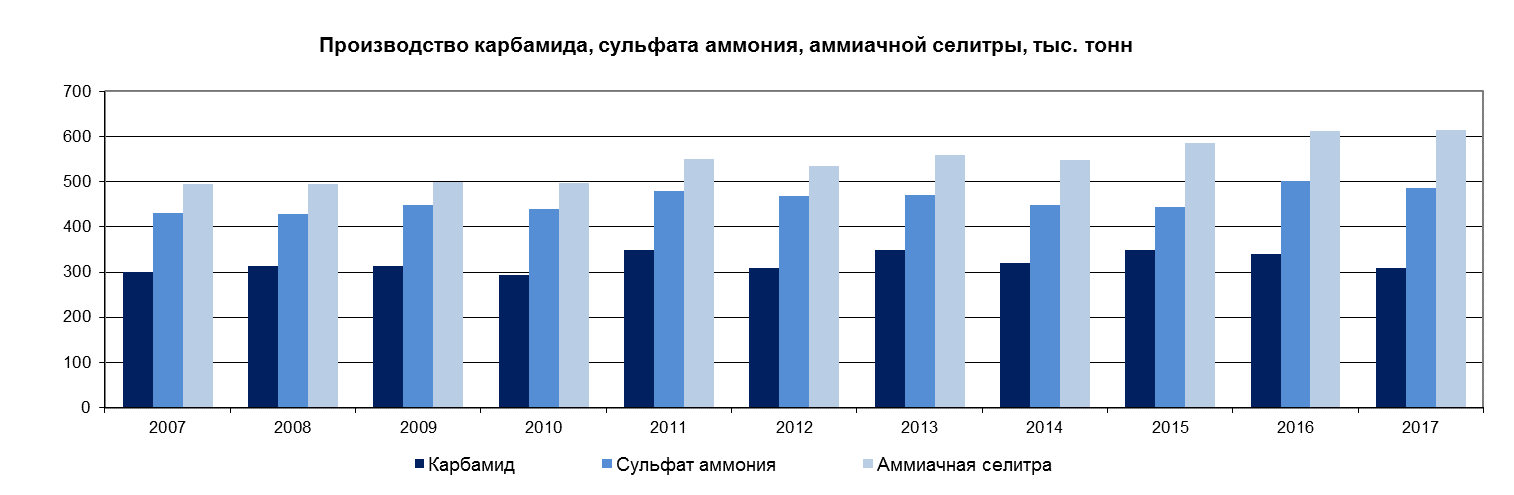 Производство карбамида, сульфата аммония, аммиачной селитры, тыс. тонн
700
600
500
400
300
200
100
0
2007 2008 2009 2010 2011 2012 2013 2014 2015 2016 2017
Карбамид Сульфат аммония Аммиачная селитра